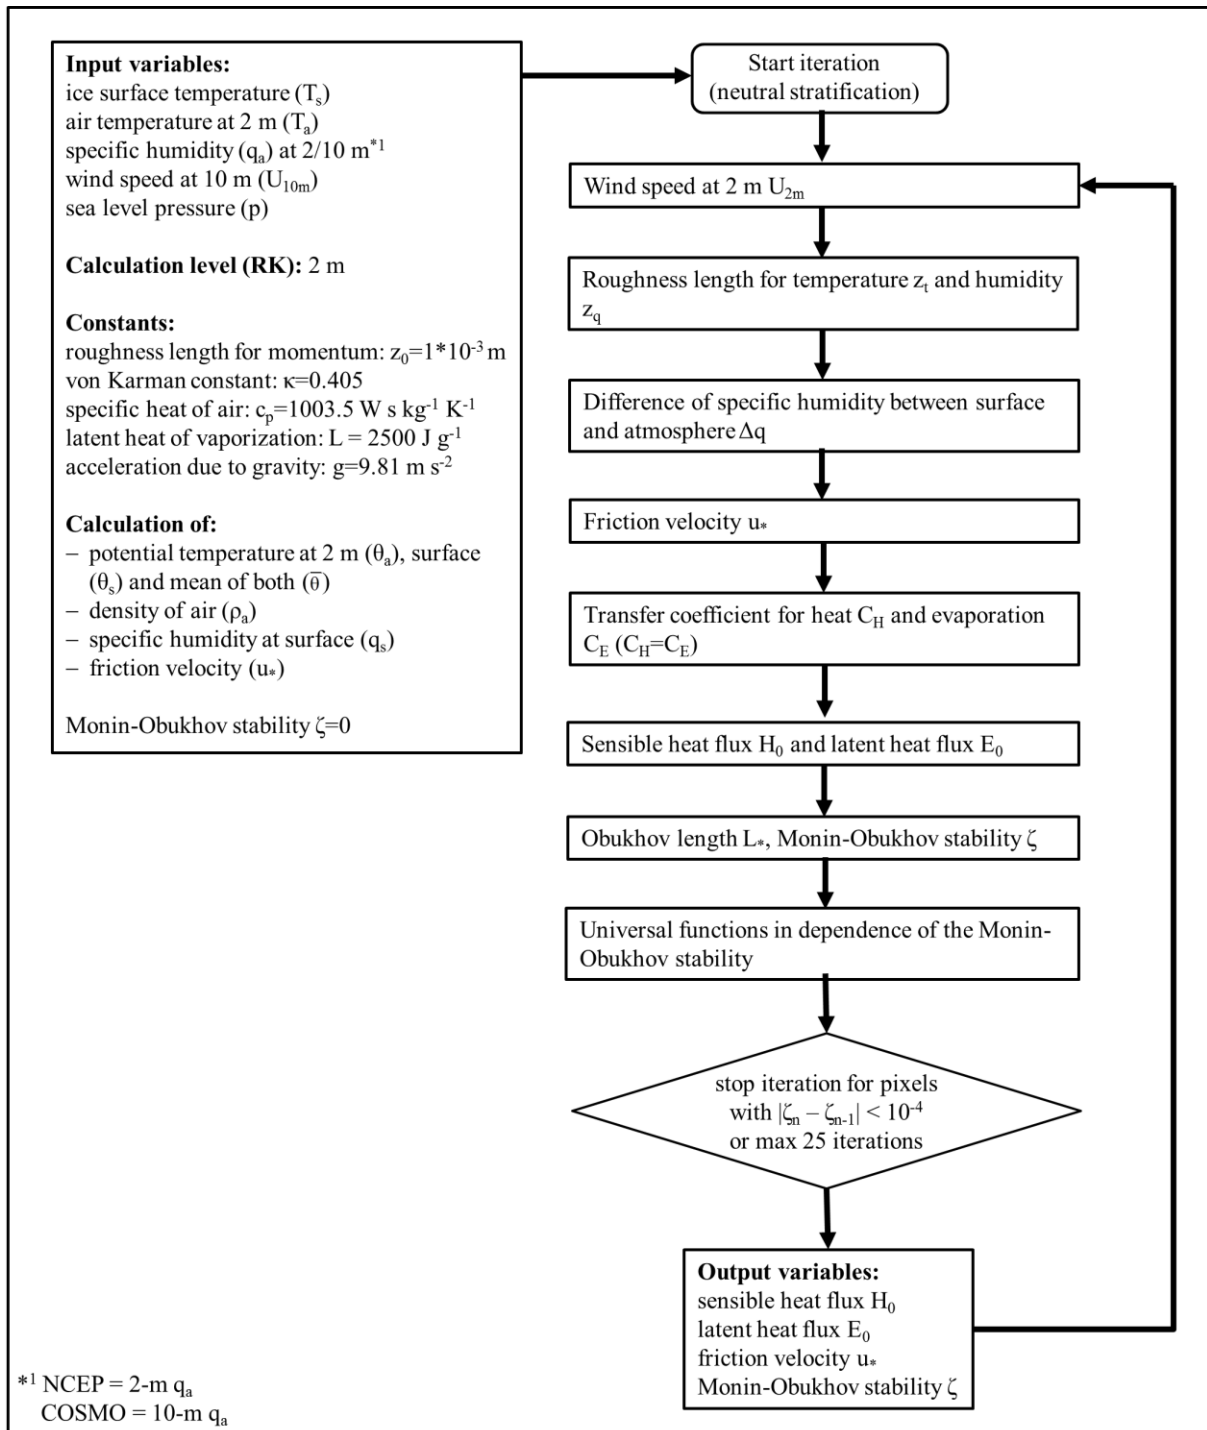 Input variables:
ice surface temperature (Tₛ)
air temperature at 2 m (Tₐ)
specific humidity (qₐ) at 2/10 m*¹
wind speed at 10 m (U₁₀ₘ)
sea level pressure (p)
Calculation level (RK): 2 m
Constants:
roughness length for momentum: z₀=1*10⁻³ m
von Karman constant: κ=0.405
specific heat of air: cₚ=1003.5 W s kg⁻¹ K⁻¹
latent heat of vaporization: L = 2500 J g⁻¹
acceleration due to gravity: g=9.81 m s⁻²
Calculation of:
– potential temperature at 2 m (θₐ), surface
(θₛ) and mean of both (θ̅)
– density of air (ρₐ)
– specific humidity at surface (qₛ)
– friction velocity (u*)
Monin-Obukhov stability ζ=0
Start iteration
(neutral stratification)
Wind speed at 2 m U₂ₘ
Roughness length for temperature zₜ and humidity
z_q
Difference of specific humidity between surface
and atmosphere Δq
Friction velocity u*
Transfer coefficient for heat C_H and evaporation
C_E (C_H=C_E)
Sensible heat flux H₀ and latent heat flux E₀
Obukhov length L*, Monin-Obukhov stability ζ
Universal functions in dependence of the Monin-
Obukhov stability
stop iteration for pixels
with |ζₙ – ζₙ₋₁| < 10⁻⁴
or max 25 iterations
Output variables:
sensible heat flux H₀
latent heat flux E₀
friction velocity u*
Monin-Obukhov stability ζ
*¹ NCEP = 2-m qₐ
COSMO = 10-m qₐ